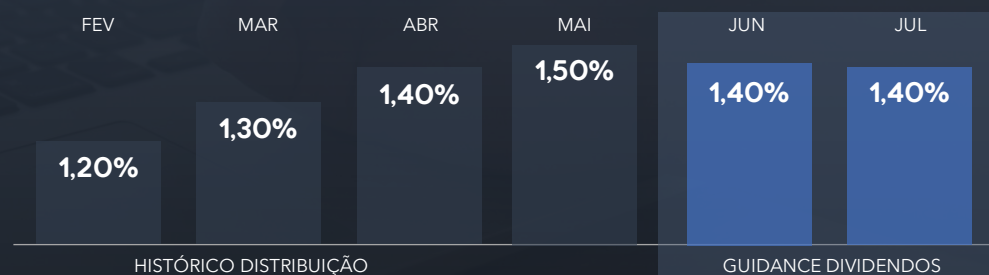 FEV MAR ABR MAI JUN JUL
1,20% 1,30% 1,40% 1,50% 1,40% 1,40%
HISTÓRICO DISTRIBUIÇÃO GUIDANCE DIVIDENDOS